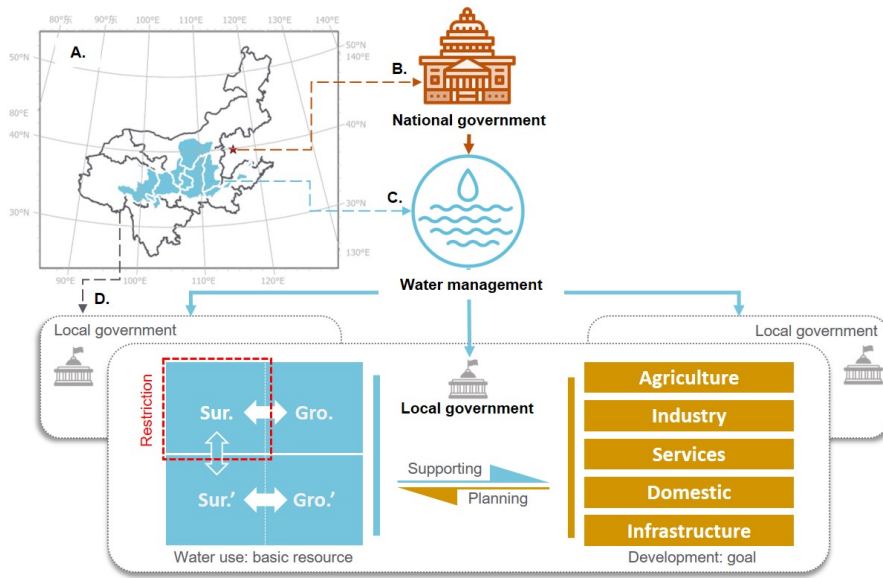 80°E 90°E 100°E 110°E 120°E 130°E 140°E
A.
50°N
50°N
140°E
B.
80°E
40°N
40°N
National government
C.
30°N
30°N
130°E
90°E 100°E 110°E 120°E
Water management
D.
Local government
Local government
Restriction
Sur.
Gro.
Local government
Agriculture
Industry
Services
Domestic
Infrastructure
Supporting
Planning
Sur.′
Gro.′
Water use: basic resource
Development: goal